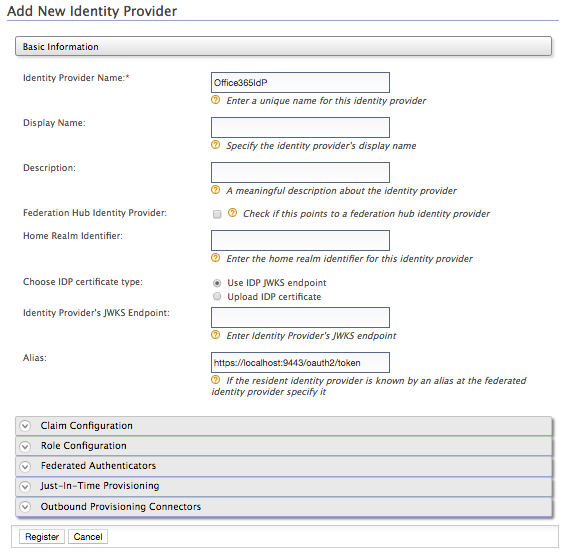 Add New Identity Provider
Basic Information
Identity Provider Name:*
Office365IdP
Enter a unique name for this identity provider
Display Name:
Specify the identity provider's display name
Description:
A meaningful description about the identity provider
Federation Hub Identity Provider:
Check if this points to a federation hub identity provider
Home Realm Identifier:
Enter the home realm identifier for this identity provider
Choose IDP certificate type:
Use IDP JWKS endpoint
Upload IDP certificate
Identity Provider's JWKS Endpoint:
Enter Identity Provider's JWKS endpoint
Alias:
https://localhost:9443/oauth2/token
If the resident identity provider is known by an alias at the federated
identity provider specify it
Claim Configuration
Role Configuration
Federated Authenticators
Just-In-Time Provisioning
Outbound Provisioning Connectors
Register Cancel